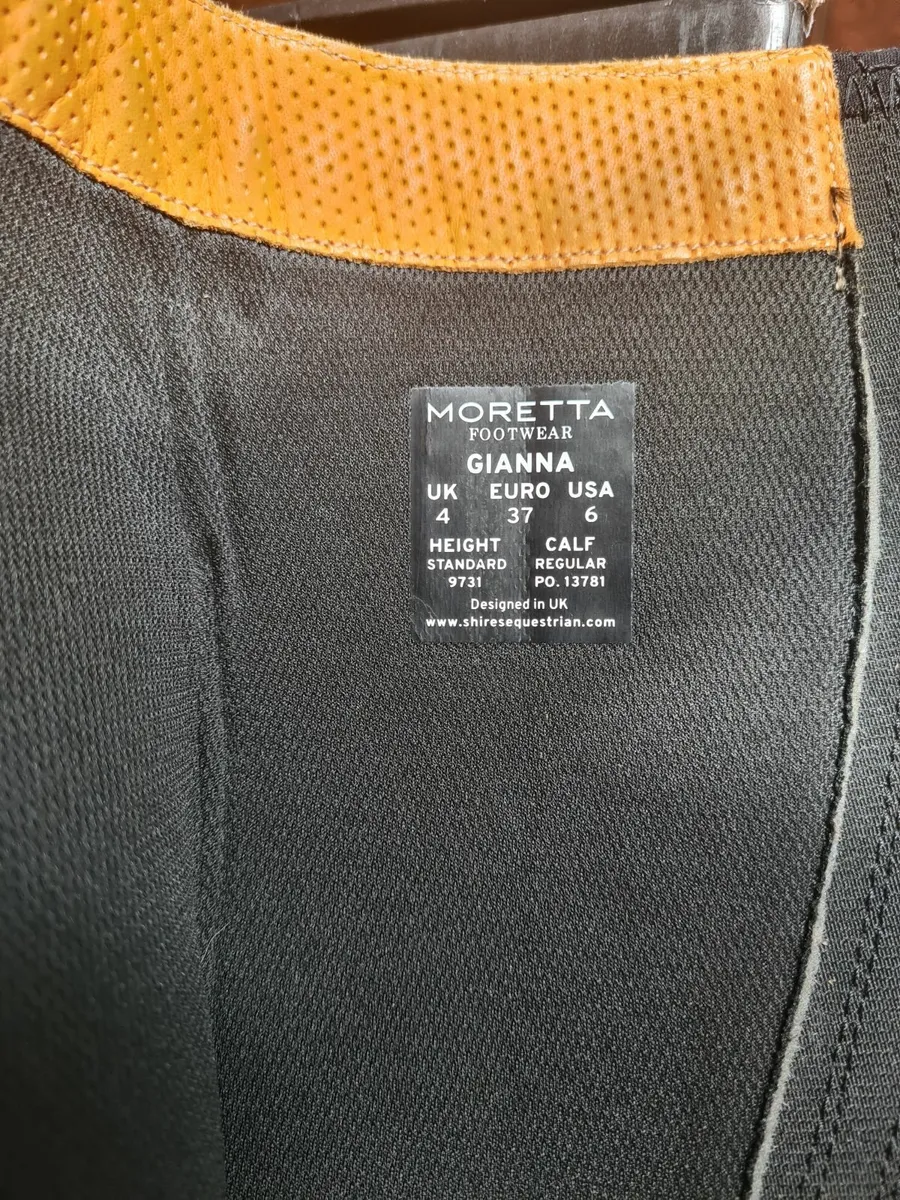 MORETTA
FOOTWEAR
GIANNA
UK EURO USA
4 37 6
HEIGHT CALF
STANDARD REGULAR
9731 PO. 13781
Designed in UK
www.shiresequestrian.com